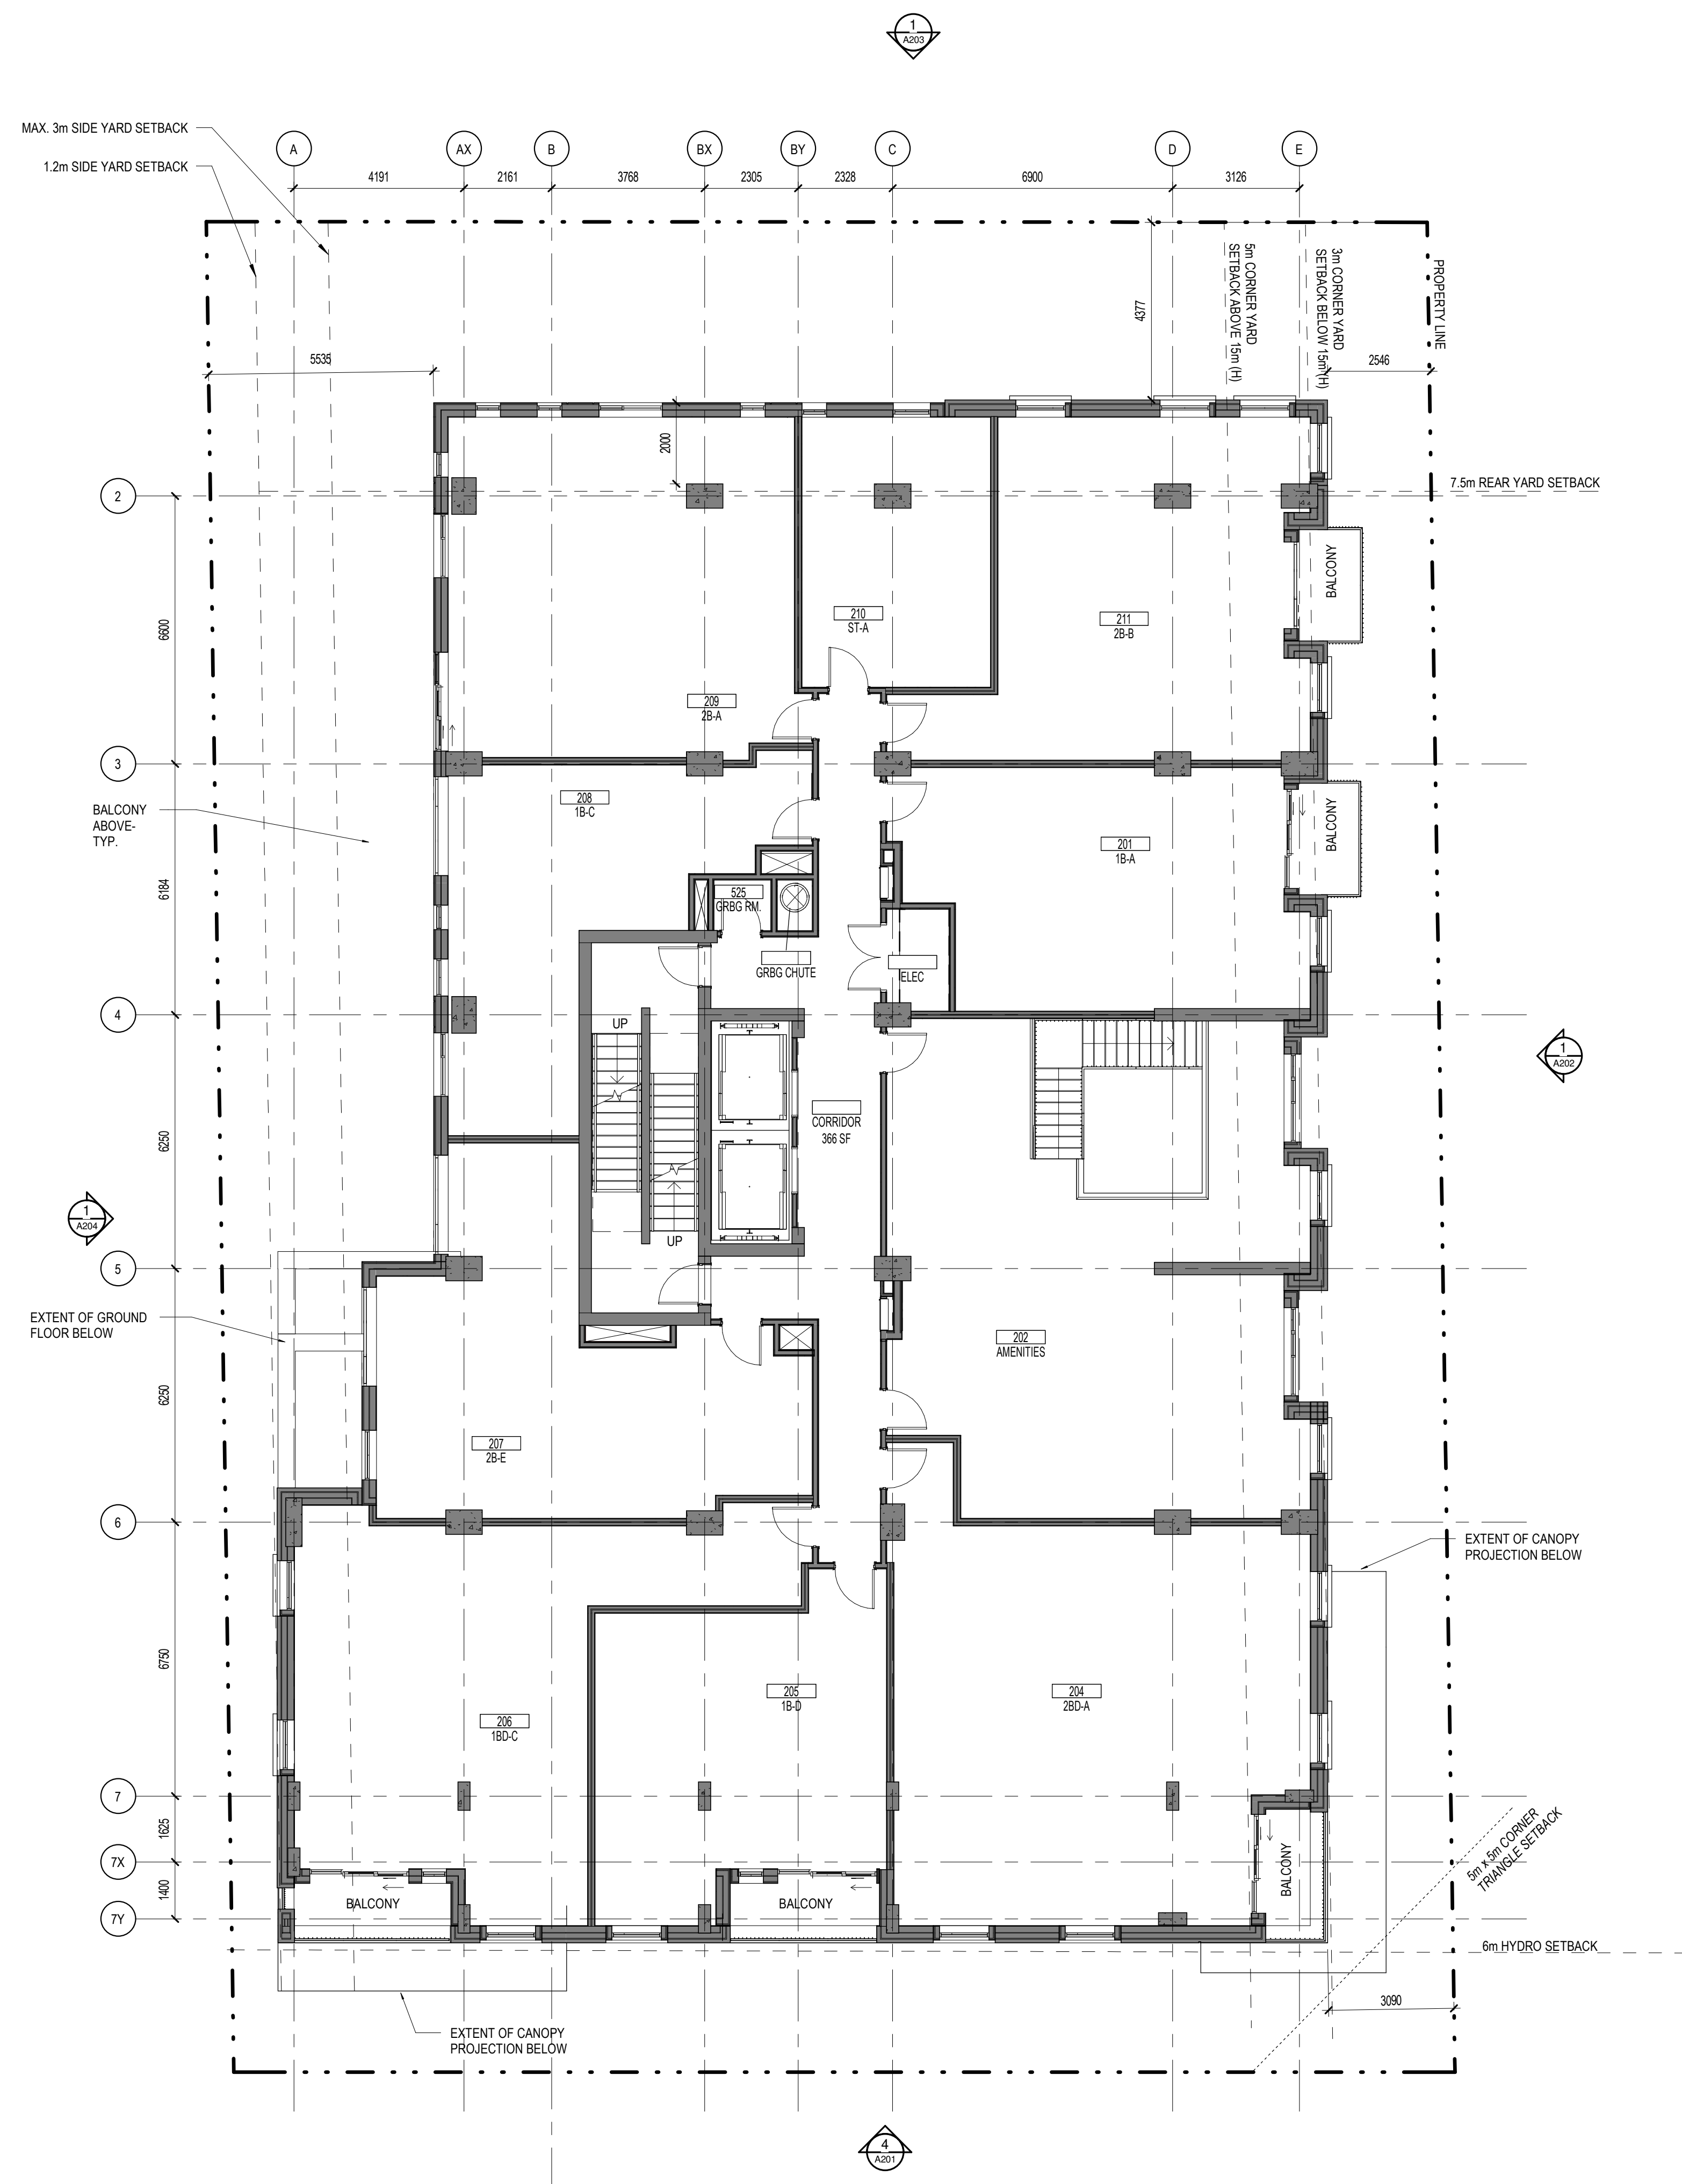 1
A203
MAX. 3m SIDE YARD SETBACK
1.2m SIDE YARD SETBACK
A
AX
B
BX
BY
C
D
E
4191
2161
3768
2305
2328
6900
3126
5m CORNER YARD
SETBACK ABOVE 15m (H)
3m CORNER YARD
SETBACK BELOW 15m (H)
PROPERTY LINE
4377
5535
2546
2000
2
7.5m REAR YARD SETBACK
BALCONY
6600
210
ST-A
211
2B-B
209
2B-A
3
BALCONY
ABOVE-
TYP.
208
1B-C
201
1B-A
BALCONY
6184
525
GRBG RM.
GRBG CHUTE
ELEC
4
UP
1
A202
CORRIDOR
366 SF
6250
1
A204
UP
5
EXTENT OF GROUND
FLOOR BELOW
202
AMENITIES
6250
207
2B-E
6
EXTENT OF CANOPY
PROJECTION BELOW
6750
206
1BD-C
205
1B-D
204
2BD-A
7
1625
7X
1400
7Y
BALCONY
BALCONY
BALCONY
5m x 5m CORNER
TRIANGLE SETBACK
6m HYDRO SETBACK
3090
EXTENT OF CANOPY
PROJECTION BELOW
4
A201